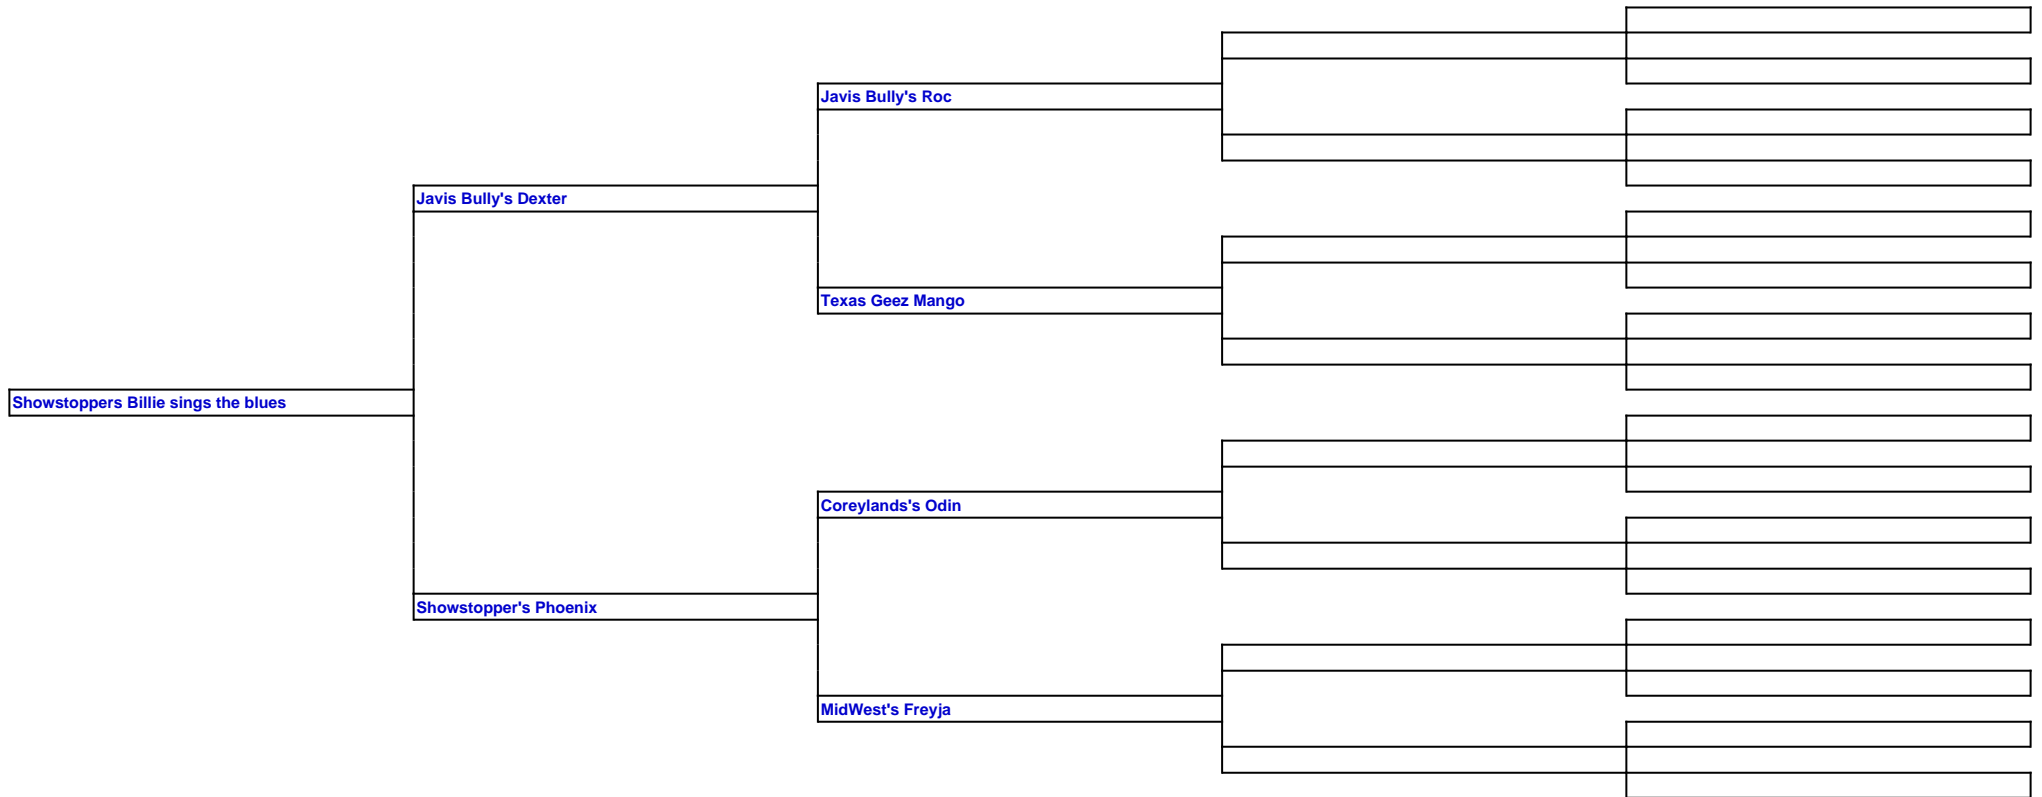 Javis Bully's Roc
Javis Bully's Dexter
Texas Geez Mango
Showstoppers Billie sings the blues
Coreylands's Odin
Showstopper's Phoenix
MidWest's Freyja